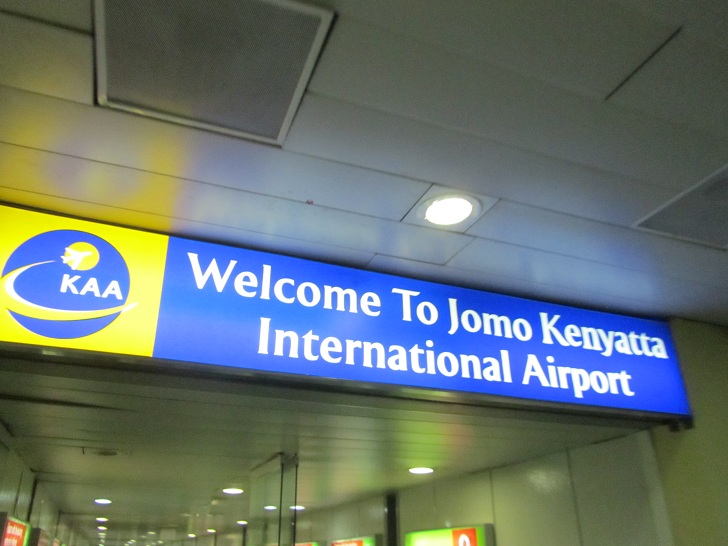 KAA
Welcome To Jomo Kenyatta
International Airport